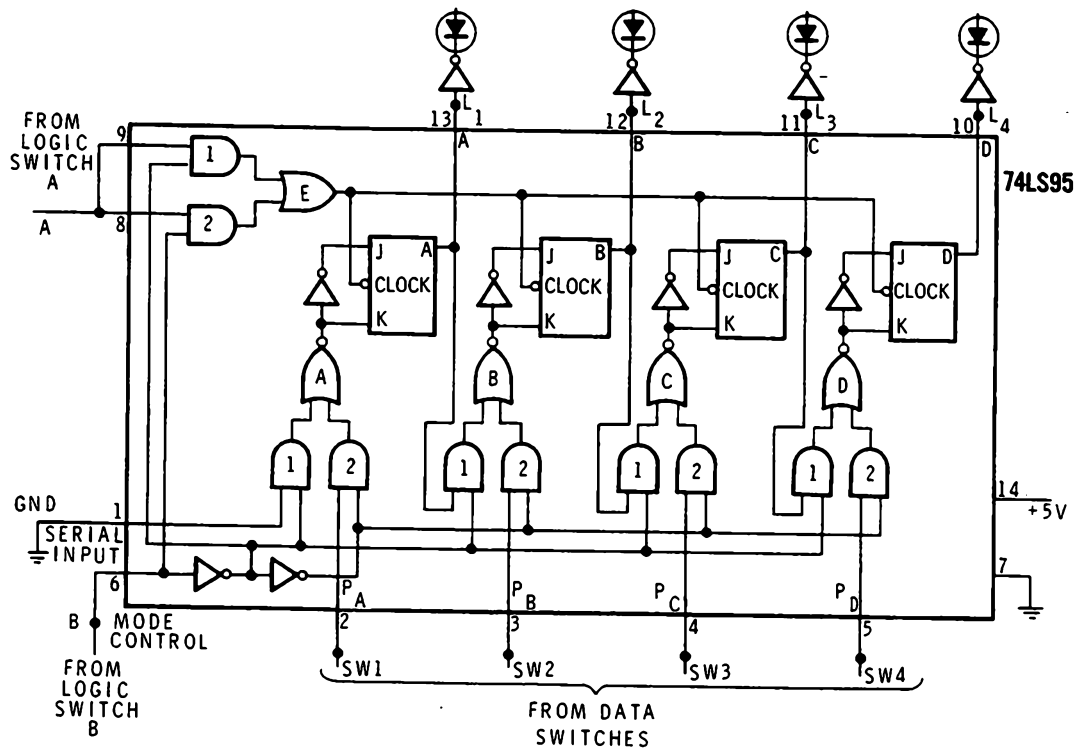 L1
L2
L3
L4
13
12
11
10
A
B
C
D
FROM
LOGIC
SWITCH
A
9
1
E
74LS95
A
8
2
J
A
CLOCK
K
J
B
CLOCK
K
J
C
CLOCK
K
J
D
CLOCK
K
A
B
C
D
1
2
1
2
1
2
1
2
14
+5V
GND
1
SERIAL
INPUT
6
7
PA
PB
PC
PD
B
MODE
CONTROL
2
3
4
5
FROM
LOGIC
SWITCH
B
SW1
SW2
SW3
SW4
FROM DATA
SWITCHES